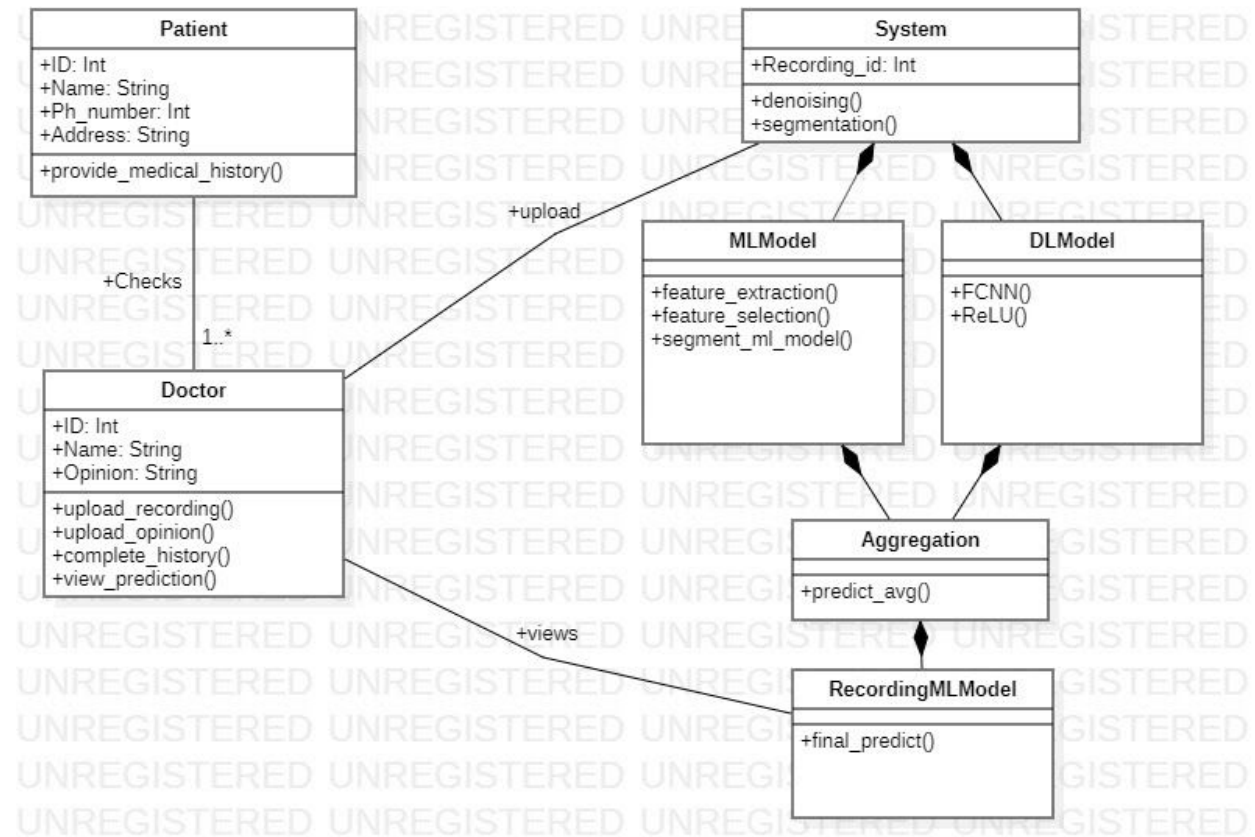 Patient
+ID: Int
+Name: String
+Ph_number: Int
+Address: String
+provide_medical_history()
System
+Recording_id: Int
+denoising()
+segmentation()
+upload
+Checks
1..*
MLModel
+feature_extraction()
+feature_selection()
+segment_ml_model()
DLModel
+FCNN()
+ReLU()
Doctor
+ID: Int
+Name: String
+Opinion: String
+upload_recording()
+upload_opinion()
+complete_history()
+view_prediction()
Aggregation
+predict_avg()
+views
RecordingMLModel
+final_predict()
UNREGISTERED